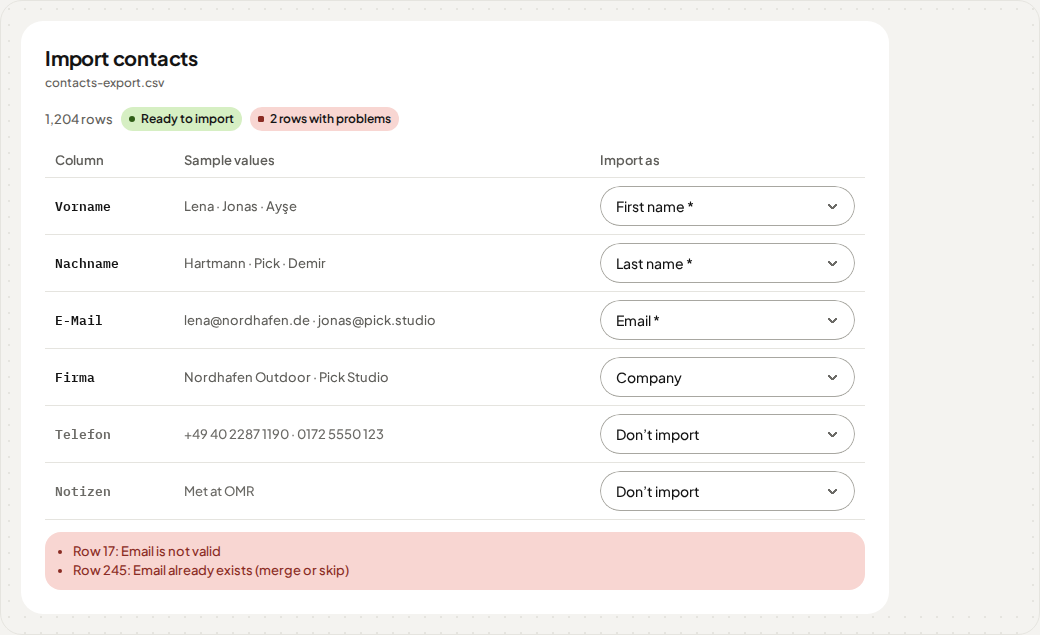 Import contacts
contacts-export.csv
1,204 rows Ready to import 2 rows with problems
Column Sample values Import as
Vorname Lena · Jonas · Ayşe First name *
Nachname Hartmann · Pick · Demir Last name *
E-Mail lena@nordhafen.de · jonas@pick.studio Email *
Firma Nordhafen Outdoor · Pick Studio Company
Telefon +49 40 2287 1190 · 0172 5550 123 Don’t import
Notizen Met at OMR Don’t import
• Row 17: Email is not valid
• Row 245: Email already exists (merge or skip)